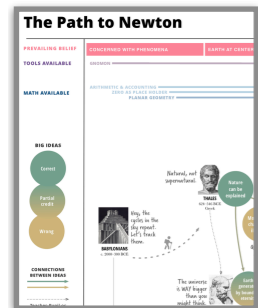 The Path to Newton
PREVAILING BELIEF
CONCERNED WITH PHENOMENA
EARTH AT CENTER
TOOLS AVAILABLE
GNOMON
MATH AVAILABLE
ARITHMETIC & ACCOUNTING
ZERO AS PLACE HOLDER
PLANAR GEOMETRY
BIG IDEAS
Correct
Partial
credit
Wrong
Natural, not
supernatural.
THALES
Greek
Nature
can be
explained
Hey, the
cycles in the
sky repeat.
Let's track
them.
BABYLONIANS
The universe
is WAY bigger
than you
might think.
CONNECTIONS
BETWEEN IDEAS